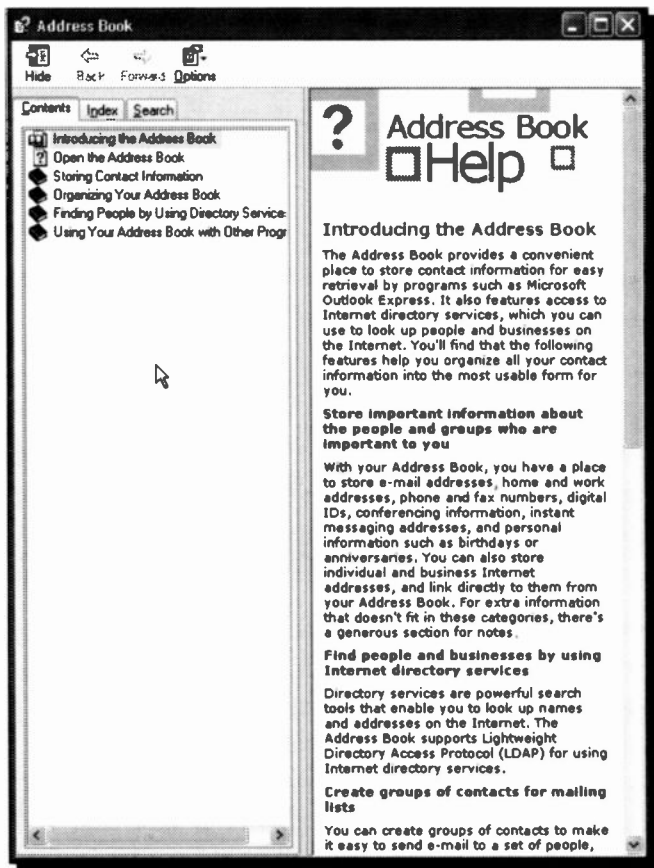 Address Book
Hide Back Forward Options
Contents Index Search
Introducing the Address Book
Open the Address Book
Storing Contact Information
Organizing Your Address Book
Finding People by Using Directory Service
Using Your Address Book with Other Progr
? Address Book
Help
Introducing the Address Book
The Address Book provides a convenient
place to store contact information for easy
retrieval by programs such as Microsoft
Outlook Express. It also features access to
Internet directory services, which you can
use to look up people and businesses on
the Internet. You'll find that the following
features help you organize all your contact
information into the most usable form for
you.
Store important information about
the people and groups who are
important to you
With your Address Book, you have a place
to store e-mail addresses, home and work
addresses, phone and fax numbers, digital
IDs, conferencing information, instant
messaging addresses, and personal
information such as birthdays or
anniversaries. You can also store
individual and business Internet
addresses, and link directly to them from
your Address Book. For extra information
that doesn't fit in these categories, there's
a generous section for notes.
Find people and businesses by using
Internet directory services
Directory services are powerful search
tools that enable you to look up names
and addresses on the Internet. The
Address Book supports Lightweight
Directory Access Protocol (LDAP) for using
Internet directory services.
Create groups of contacts for mailing
lists
You can create groups of contacts to make
it easy to send e-mail to a set of people,